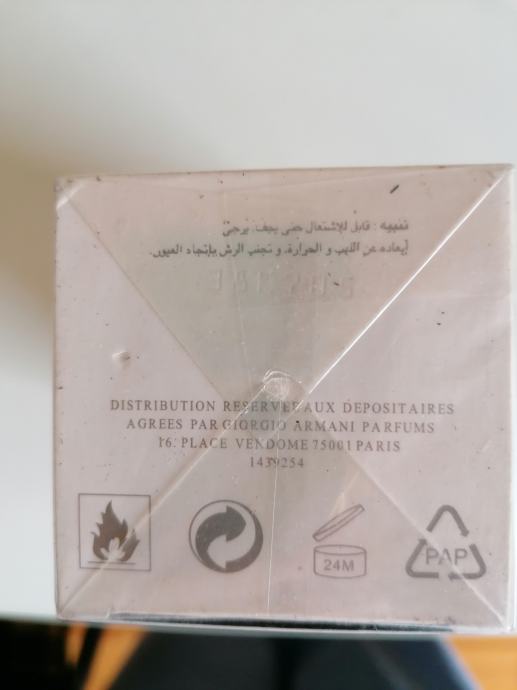 تنبيه : قابل للإشتعال حتى يجف. يرجى
إبعاده عن اللهب و الحرارة. و تجنب الرش بإتجاه العيون.
DISTRIBUTION RESERVEE AUX DEPOSITAIRES
AGREES PAR GIORGIO ARMANI PARFUMS
16. PLACE VENDOME 75001 PARIS
1439254
24M
PAP